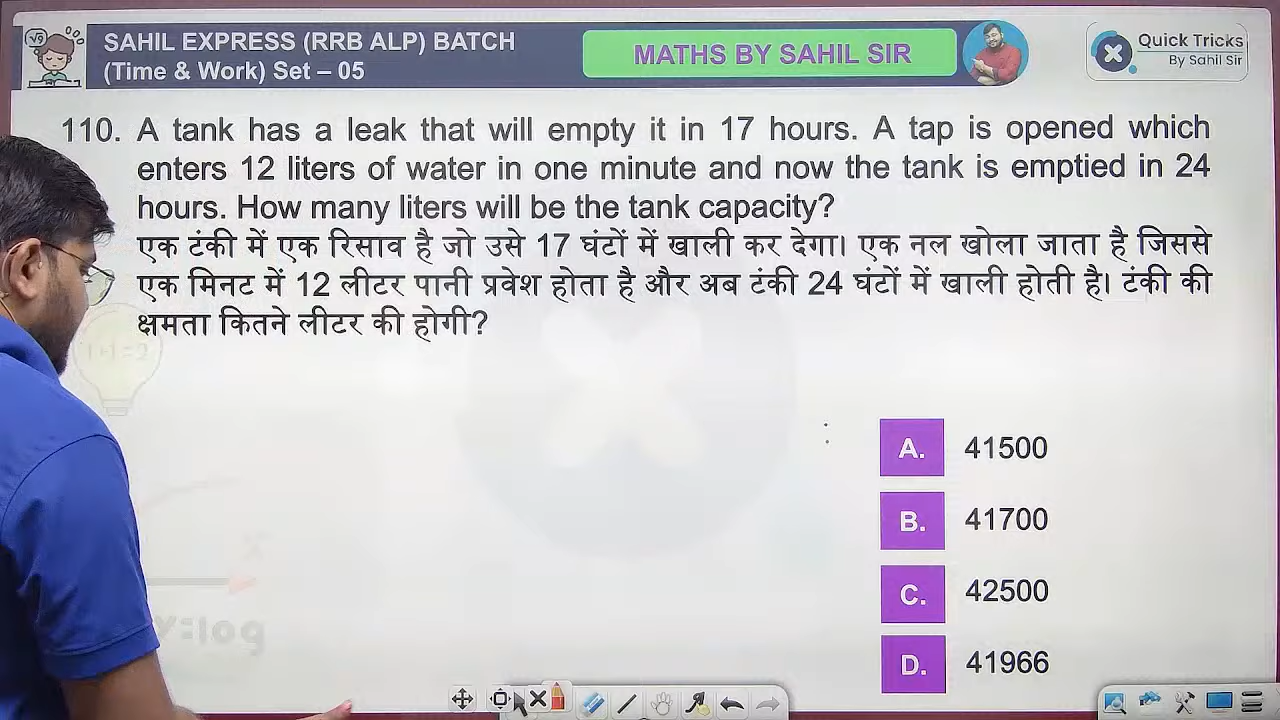 SAHIL EXPRESS (RRB ALP) BATCH
(Time & Work) Set – 05
MATHS BY SAHIL SIR
Quick Tricks
By Sahil Sir
110. A tank has a leak that will empty it in 17 hours. A tap is opened which
enters 12 liters of water in one minute and now the tank is emptied in 24
hours. How many liters will be the tank capacity?
एक टंकी में एक रिसाव है जो उसे 17 घंटों में खाली कर देगा। एक नल खोला जाता है जिससे
एक मिनट में 12 लीटर पानी प्रवेश होता है और अब टंकी 24 घंटों में खाली होती है। टंकी की
क्षमता कितने लीटर की होगी?
1+1=2
A. 41500
B. 41700
C. 42500
D. 41966
Y=log